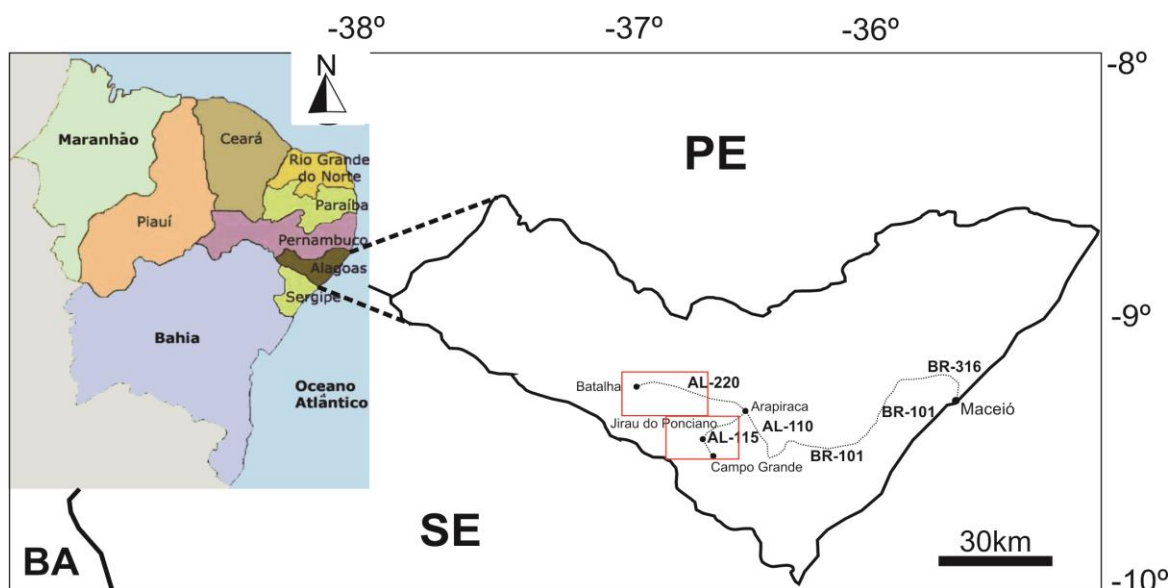 -38º
-37º
-36º
-8º
N
Maranhão
Ceará
Rio Grande
do Norte
Paraíba
Piauí
Pernambuco
Alagoas
Sergipe
Bahia
Oceano
Atlântico
PE
-9º
BR-316
Batalha
AL-220
Arapiraca
Maceió
BR-101
Jirau do Ponciano
AL-115
AL-110
BR-101
Campo Grande
SE
30km
BA
-10º